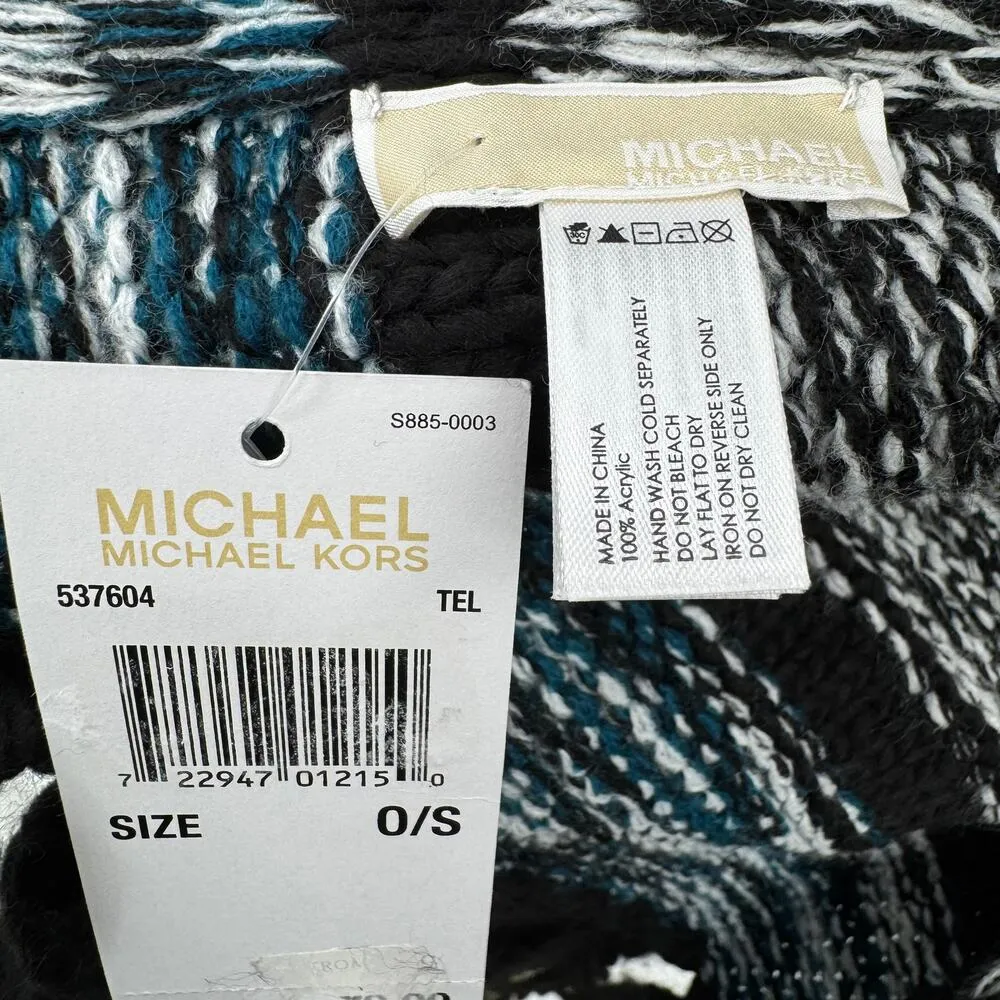 MICHAEL
MICHAEL KORS
30C
MADE IN CHINA
100% Acrylic
HAND WASH COLD SEPARATELY
DO NOT BLEACH
LAY FLAT TO DRY
IRON ON REVERSE SIDE ONLY
DO NOT DRY CLEAN
S885-0003
MICHAEL
MICHAEL KORS
537604 TEL
7 22947 01215 0
SIZE O/S